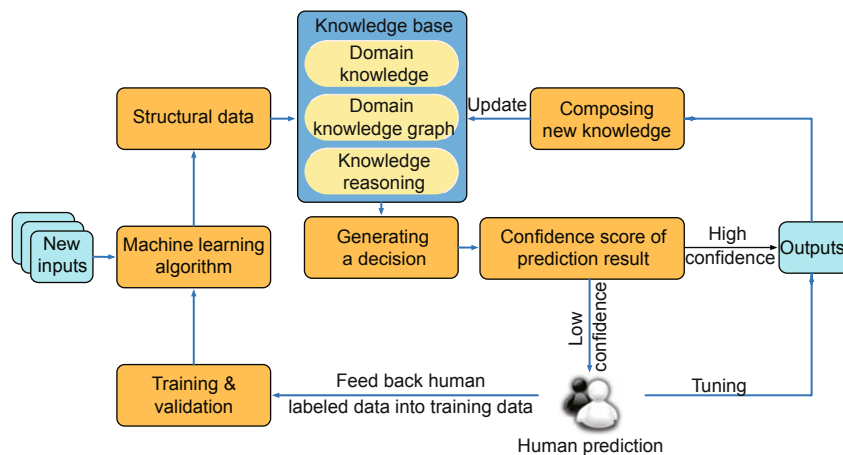 Knowledge base
Domain
knowledge
Domain
knowledge graph
Knowledge
reasoning
Structural data
Update
Composing
new knowledge
New
inputs
Machine learning
algorithm
Generating
a decision
Confidence score of
prediction result
High
confidence
Outputs
Low
confidence
Training &
validation
Feed back human
labeled data into training data
Tuning
Human prediction